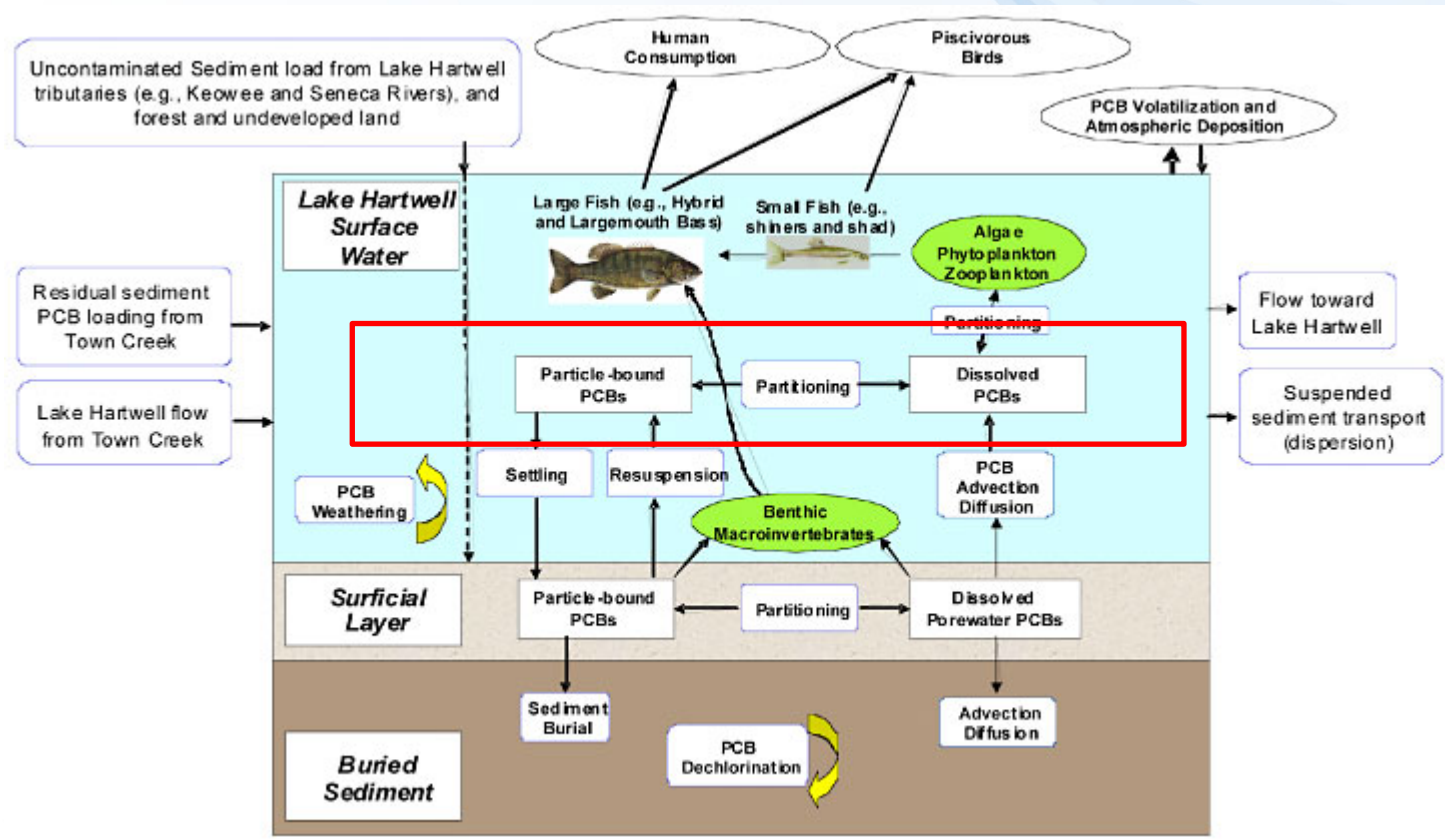 Human
Consumption
Piscivorous
Birds
Uncontaminated Sediment load from Lake Hartwell
tributaries (e.g., Keowee and Seneca Rivers), and
forest and undeveloped land
PCB Volatilization and
Atmospheric Deposition
Lake Hartwell
Surface
Water
Large Fish (e.g., Hybrid
and Largemouth Bass)
Small Fish (e.g.,
shiners and shad)
Algae
Phytoplankton
Zooplankton
Residual sediment
PCB loading from
Town Creek
Partitioning
Flow toward
Lake Hartwell
Particle-bound
PCBs
Partitioning
Dissolved
PCBs
Lake Hartwell flow
from Town Creek
Suspended
sediment transport
(dispersion)
Settling
Resuspension
PCB
Advection
Diffusion
PCB
Weathering
Benthic
Macroinvertebrates
Surficial
Layer
Particle-bound
PCBs
Partitioning
Dissolved
Porewater PCBs
Sediment
Burial
Advection
Diffusion
PCB
Dechlorination
Buried
Sediment